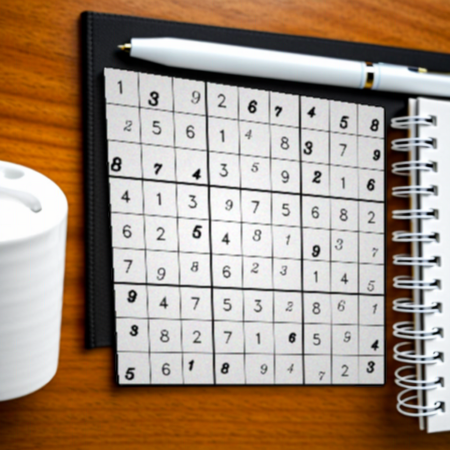 1 3 9 2 6 7 4 5 8
2 5 6 1 4 8 3 7 9
8 7 4 3 5 9 2 1 6
4 1 3 9 7 5 6 8 2
6 2 5 4 8 1 9 3 7
7 9 8 6 2 3 1 4 5
9 4 7 5 3 2 8 6 1
3 8 2 7 1 6 5 9 4
5 6 1 8 9 4 7 2 3